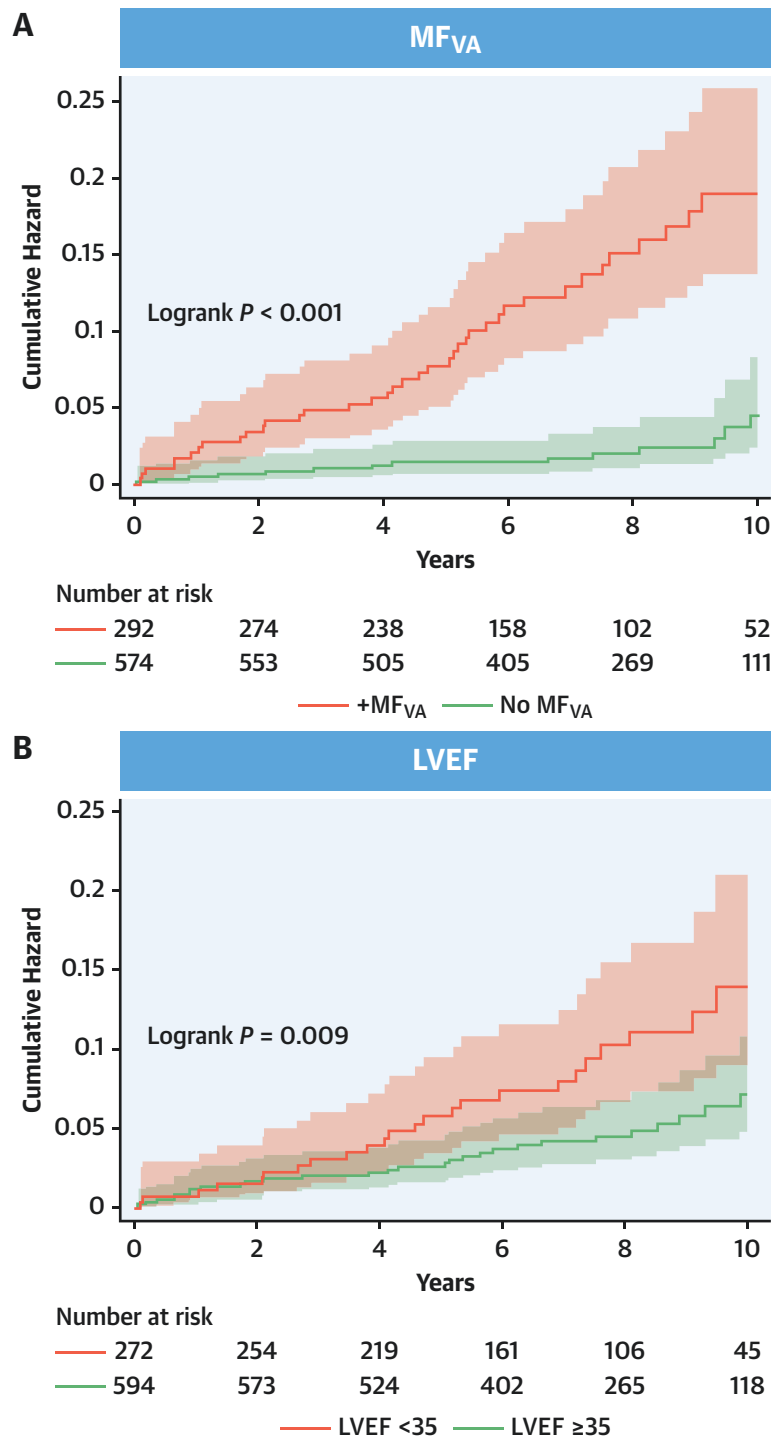 A
MFVA
0.25
0.2
0.15
0.1
0.05
0
Cumulative Hazard
Logrank P < 0.001
0 2 4 6 8 10
Years
Number at risk
292 274 238 158 102 52
574 553 505 405 269 111
+MFVA No MFVA
B
LVEF
0.25
0.2
0.15
0.1
0.05
0
Cumulative Hazard
Logrank P = 0.009
0 2 4 6 8 10
Years
Number at risk
272 254 219 161 106 45
594 573 524 402 265 118
LVEF <35 LVEF ≥35